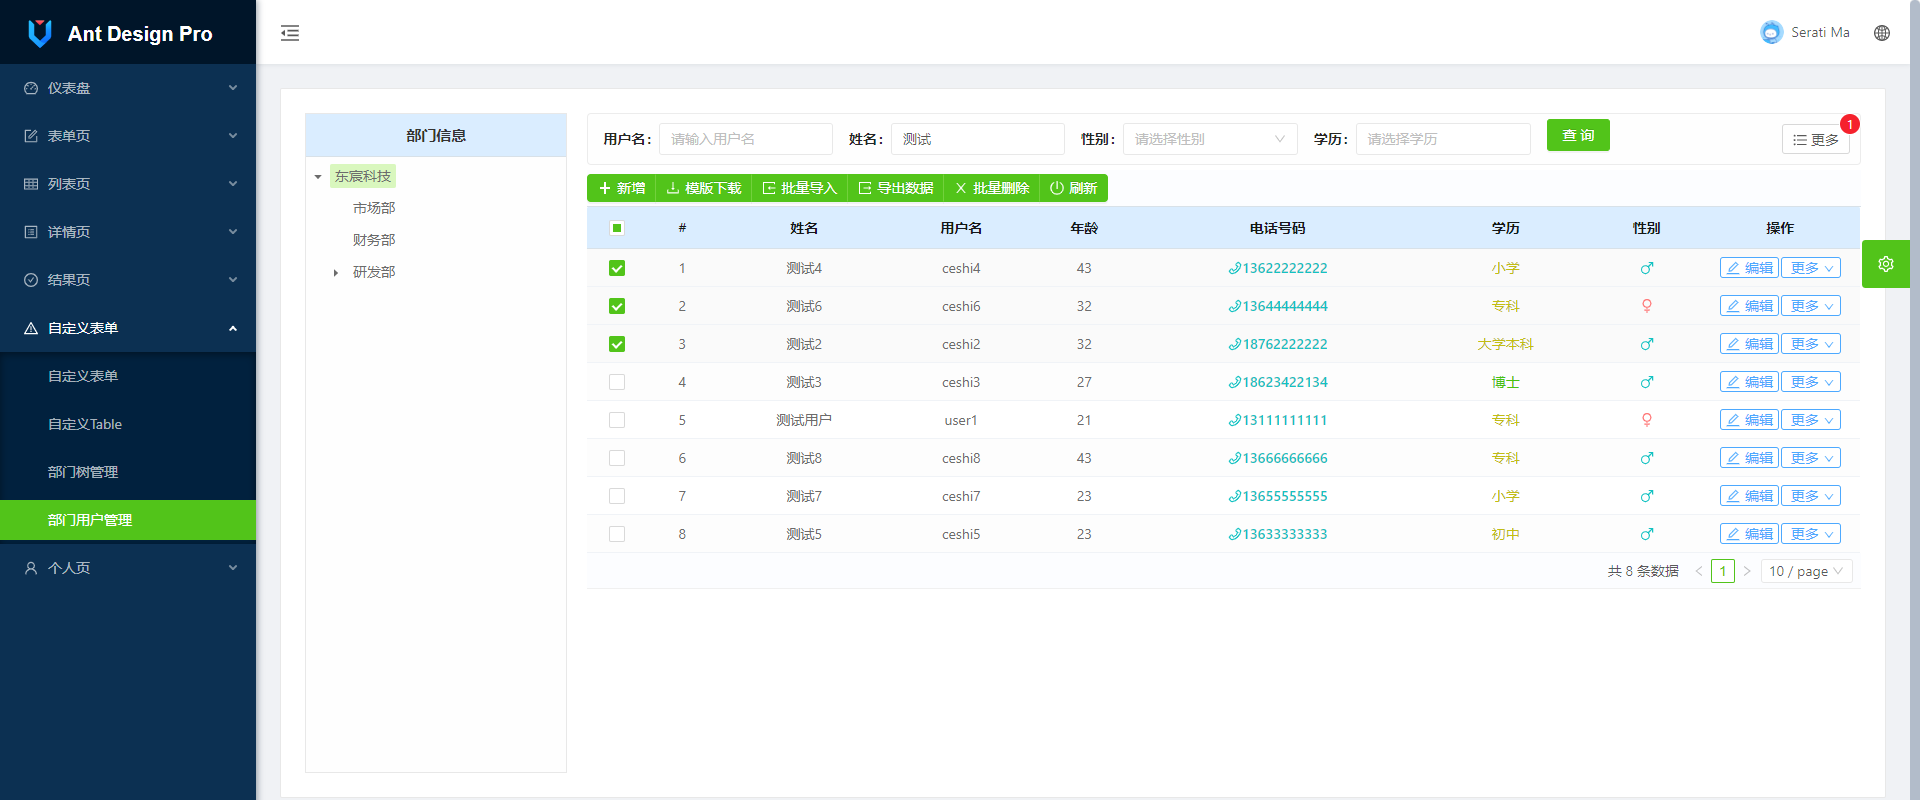 Ant Design Pro
仪表盘
表单页
列表页
详情页
结果页
自定义表单
自定义表单
自定义Table
部门树管理
部门用户管理
个人页
Serati Ma
部门信息
东宸科技
市场部
财务部
研发部
用户名: 请输入用户名 姓名: 测试 性别: 请选择性别 学历: 请选择学历 查 询 更多 1
新增 模版下载 批量导入 导出数据 批量删除 刷新
# 姓名 用户名 年龄 电话号码 学历 性别 操作
1 测试4 ceshi4 43 13622222222 小学 编辑 更多
2 测试6 ceshi6 32 13644444444 专科 编辑 更多
3 测试2 ceshi2 32 18762222222 大学本科 编辑 更多
4 测试3 ceshi3 27 18623422134 博士 编辑 更多
5 测试用户 user1 21 13111111111 专科 编辑 更多
6 测试8 ceshi8 43 13666666666 专科 编辑 更多
7 测试7 ceshi7 23 13655555555 小学 编辑 更多
8 测试5 ceshi5 23 13633333333 初中 编辑 更多
共 8 条数据 < 1 > 10 / page